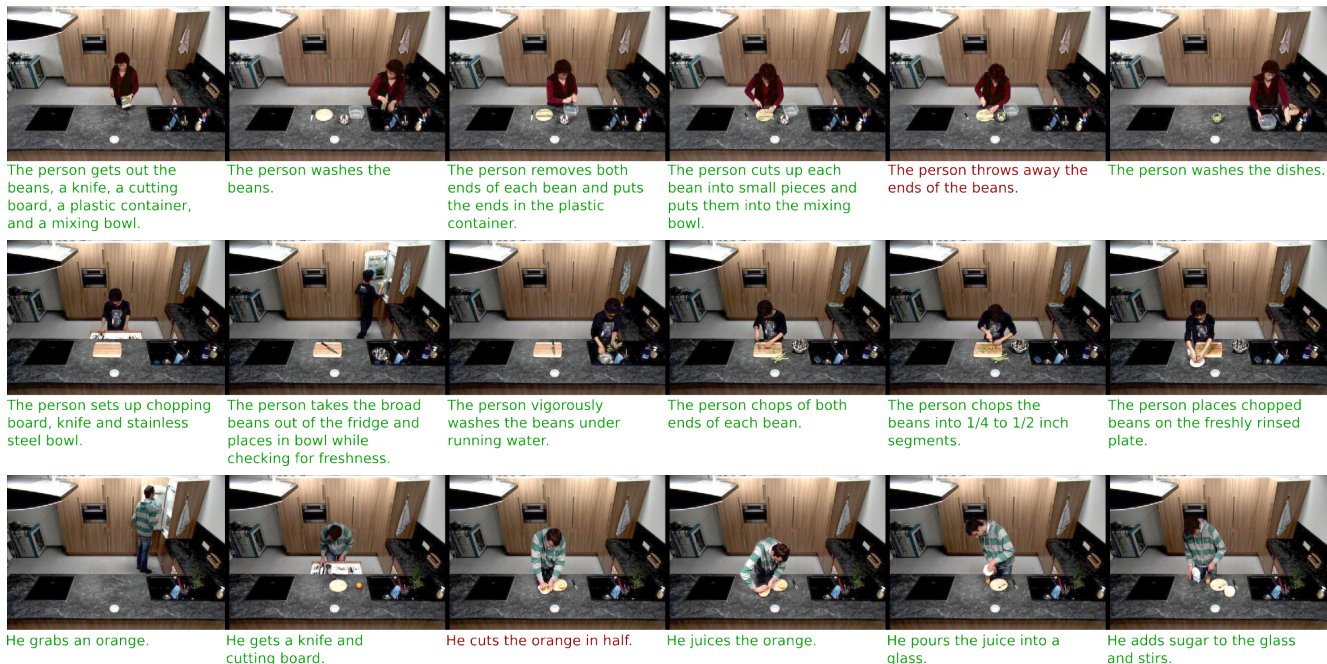 The person gets out the
beans, a knife, a cutting
board, a plastic container,
and a mixing bowl.
The person washes the
beans.
The person removes both
ends of each bean and puts
the ends in the plastic
container.
The person cuts up each
bean into small pieces and
puts them into the mixing
bowl.
The person throws away the
ends of the beans.
The person washes the dishes.
The person sets up chopping
board, knife and stainless
steel bowl.
The person takes the broad
beans out of the fridge and
places in bowl while
checking for freshness.
The person vigorously
washes the beans under
running water.
The person chops of both
ends of each bean.
The person chops the
beans into 1/4 to 1/2 inch
segments.
The person places chopped
beans on the freshly rinsed
plate.
He grabs an orange.
He gets a knife and
cutting board.
He cuts the orange in half.
He juices the orange.
He pours the juice into a
glass.
He adds sugar to the glass
and stirs.